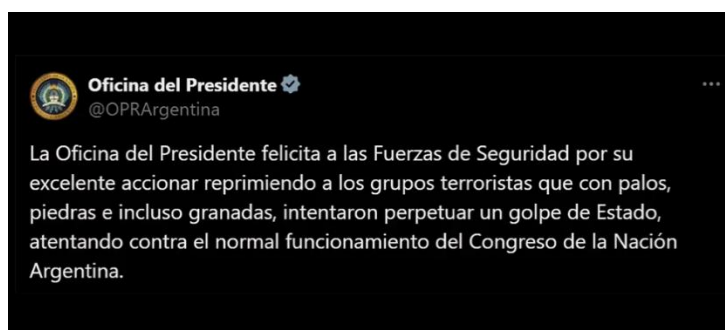 Oficina del Presidente
@OPRArgentina
La Oficina del Presidente felicita a las Fuerzas de Seguridad por su
excelente accionar reprimiendo a los grupos terroristas que con palos,
piedras e incluso granadas, intentaron perpetuar un golpe de Estado,
atentando contra el normal funcionamiento del Congreso de la Nación
Argentina.